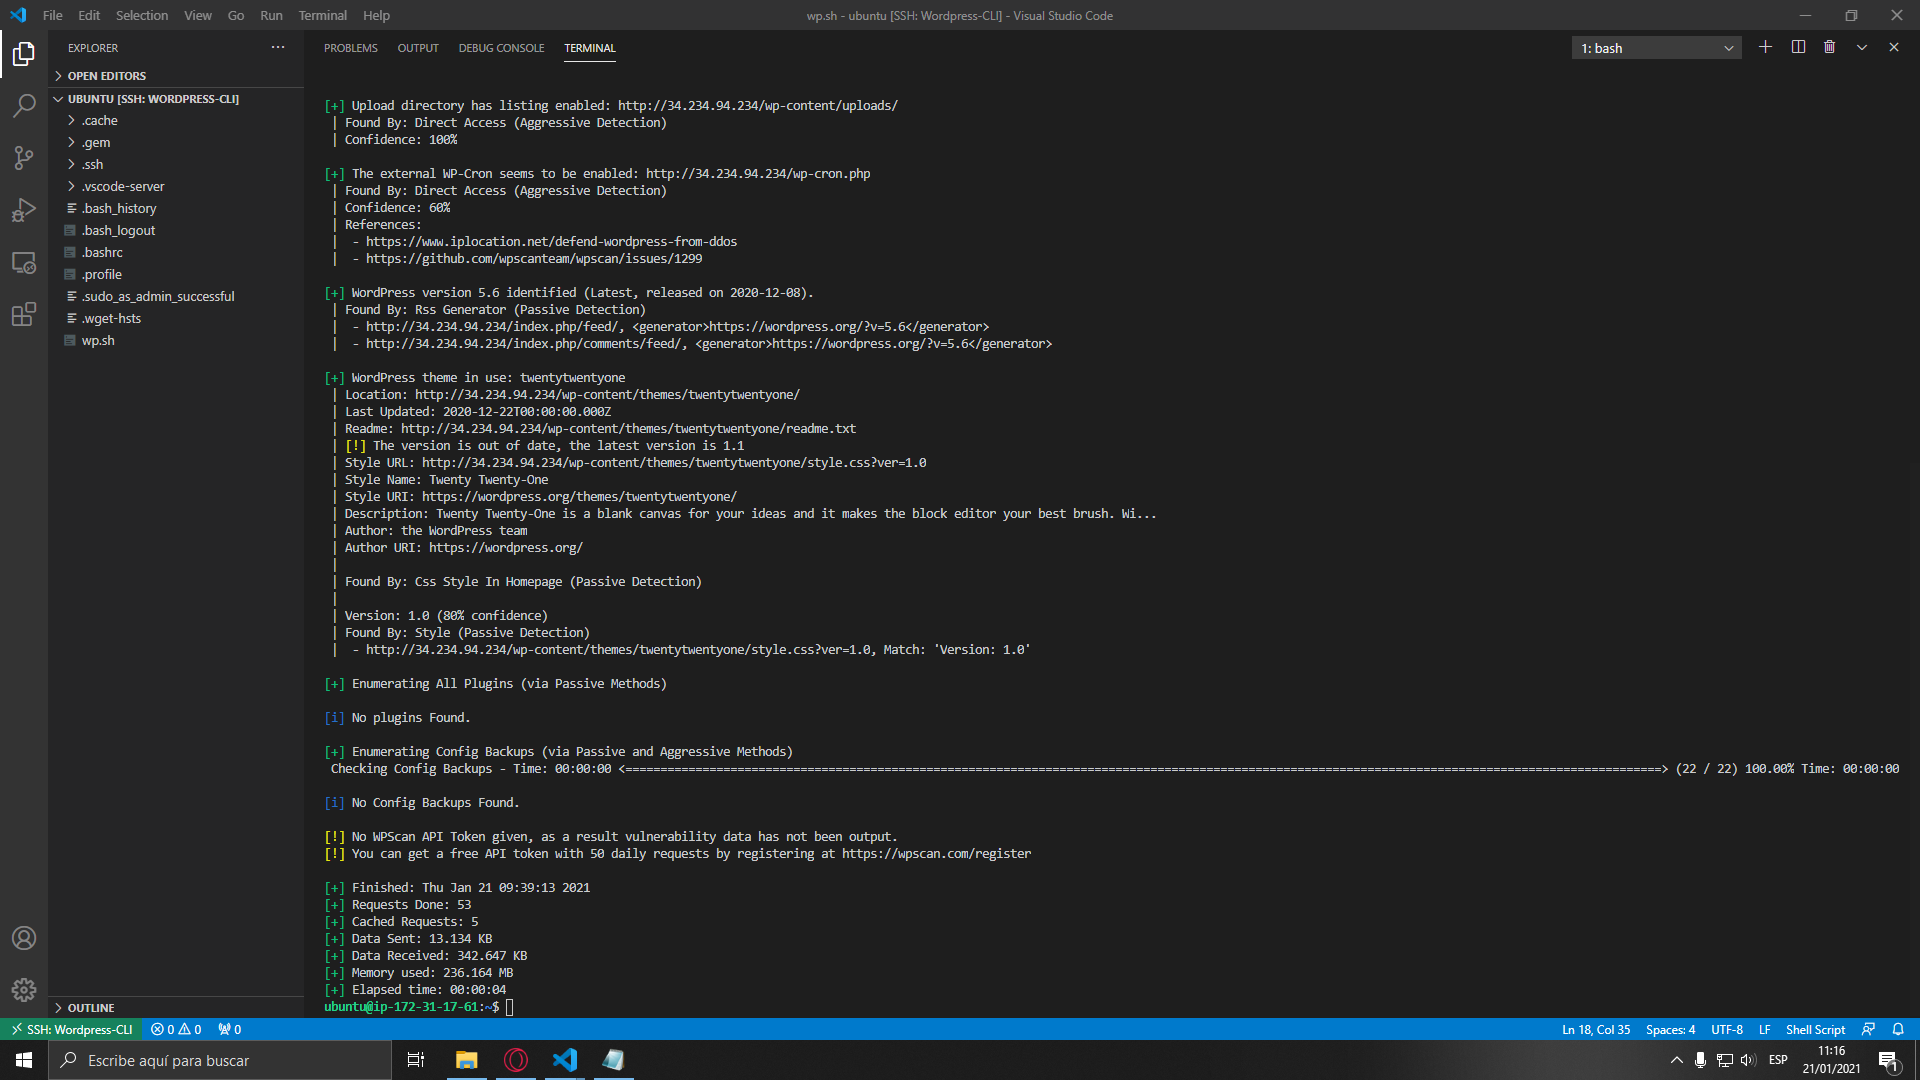 File Edit Selection View Go Run Terminal Help
wp.sh - ubuntu [SSH: Wordpress-CLI] - Visual Studio Code
EXPLORER
OPEN EDITORS
UBUNTU [SSH: WORDPRESS-CLI]
.cache
.gem
.ssh
.vscode-server
.bash_history
.bash_logout
.bashrc
.profile
.sudo_as_admin_successful
.wget-hsts
wp.sh
OUTLINE
PROBLEMS OUTPUT DEBUG CONSOLE TERMINAL
1: bash
[+] Upload directory has listing enabled: http://34.234.94.234/wp-content/uploads/
| Found By: Direct Access (Aggressive Detection)
| Confidence: 100%
[+] The external WP-Cron seems to be enabled: http://34.234.94.234/wp-cron.php
| Found By: Direct Access (Aggressive Detection)
| Confidence: 60%
| References:
|  - https://www.iplocation.net/defend-wordpress-from-ddos
|  - https://github.com/wpscanteam/wpscan/issues/1299
[+] WordPress version 5.6 identified (Latest, released on 2020-12-08).
| Found By: Rss Generator (Passive Detection)
|  - http://34.234.94.234/index.php/feed/, <generator>https://wordpress.org/?v=5.6</generator>
|  - http://34.234.94.234/index.php/comments/feed/, <generator>https://wordpress.org/?v=5.6</generator>
[+] WordPress theme in use: twentytwentyone
| Location: http://34.234.94.234/wp-content/themes/twentytwentyone/
| Last Updated: 2020-12-22T00:00:00.000Z
| Readme: http://34.234.94.234/wp-content/themes/twentytwentyone/readme.txt
| [!] The version is out of date, the latest version is 1.1
| Style URL: http://34.234.94.234/wp-content/themes/twentytwentyone/style.css?ver=1.0
| Style Name: Twenty Twenty-One
| Style URI: https://wordpress.org/themes/twentytwentyone/
| Description: Twenty Twenty-One is a blank canvas for your ideas and it makes the block editor your best brush. Wi...
| Author: the WordPress team
| Author URI: https://wordpress.org/
|
| Found By: Css Style In Homepage (Passive Detection)
|
| Version: 1.0 (80% confidence)
| Found By: Style (Passive Detection)
|  - http://34.234.94.234/wp-content/themes/twentytwentyone/style.css?ver=1.0, Match: 'Version: 1.0'
[+] Enumerating All Plugins (via Passive Methods)
[i] No plugins Found.
[+] Enumerating Config Backups (via Passive and Aggressive Methods)
Checking Config Backups - Time: 00:00:00 <====================================================================================================================================================> (22 / 22) 100.00% Time: 00:00:00
[i] No Config Backups Found.
[!] No WPScan API Token given, as a result vulnerability data has not been output.
[!] You can get a free API token with 50 daily requests by registering at https://wpscan.com/register
[+] Finished: Thu Jan 21 09:39:13 2021
[+] Requests Done: 53
[+] Cached Requests: 5
[+] Data Sent: 13.134 KB
[+] Data Received: 342.647 KB
[+] Memory used: 236.164 MB
[+] Elapsed time: 00:00:04
ubuntu@ip-172-31-17-61:~$
SSH: Wordpress-CLI 0 0 0
Ln 18, Col 35 Spaces: 4 UTF-8 LF Shell Script
Escribe aquí para buscar
ESP
11:16
21/01/2021
1